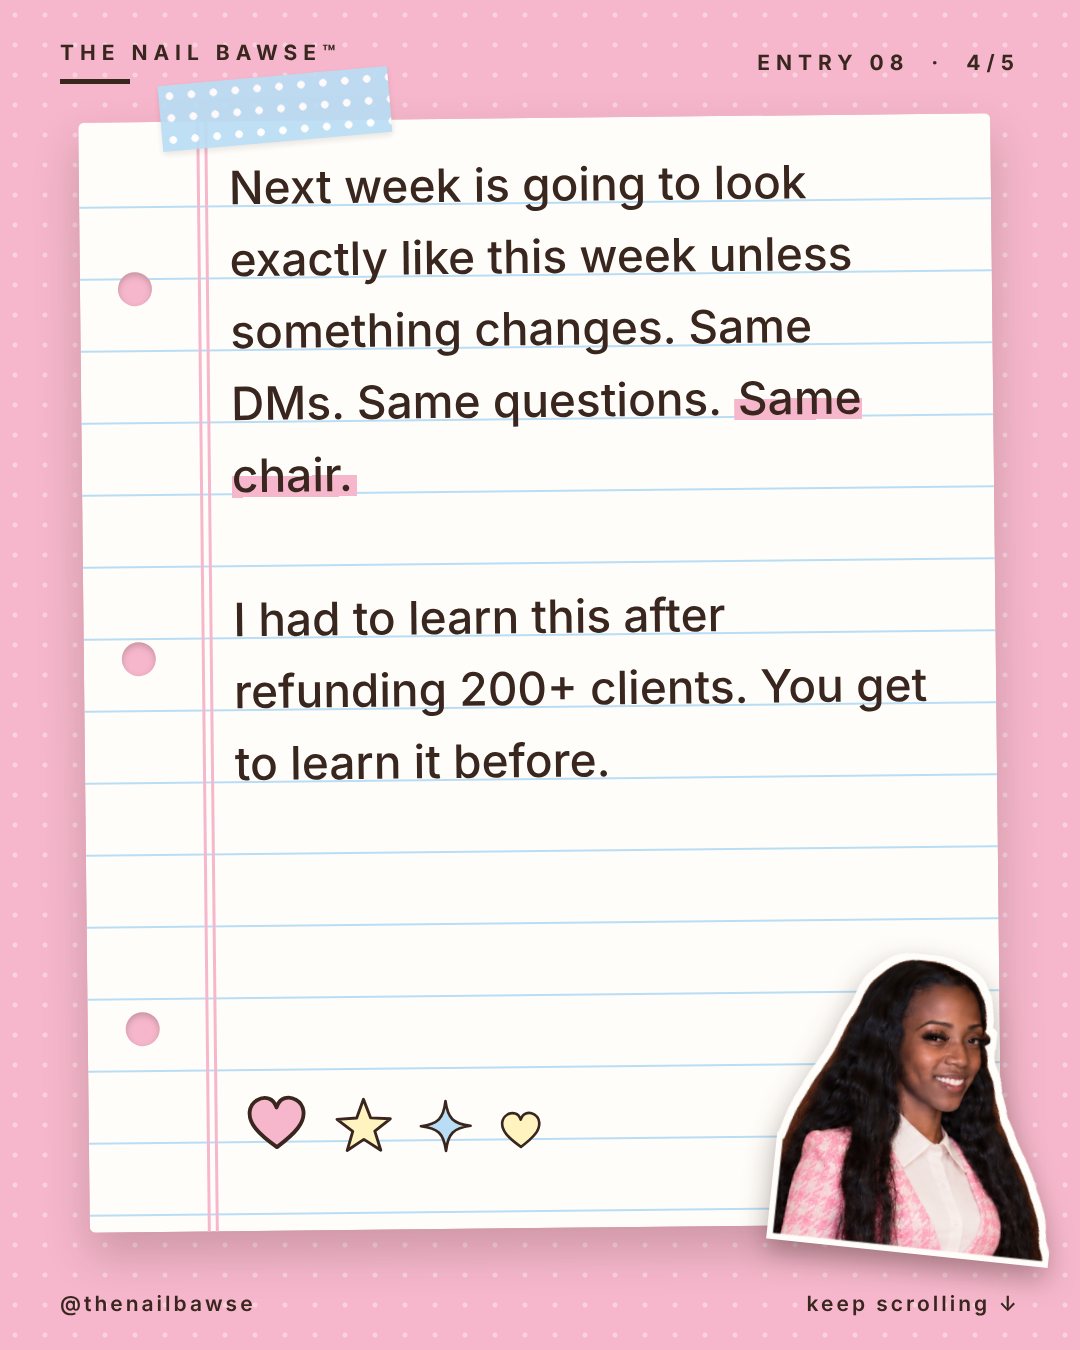 THE NAIL BAWSE™
ENTRY 08 · 4/5
Next week is going to look
exactly like this week unless
something changes. Same
DMs. Same questions. Same
chair.
I had to learn this after
refunding 200+ clients. You get
to learn it before.
@thenailbawse
keep scrolling ↓